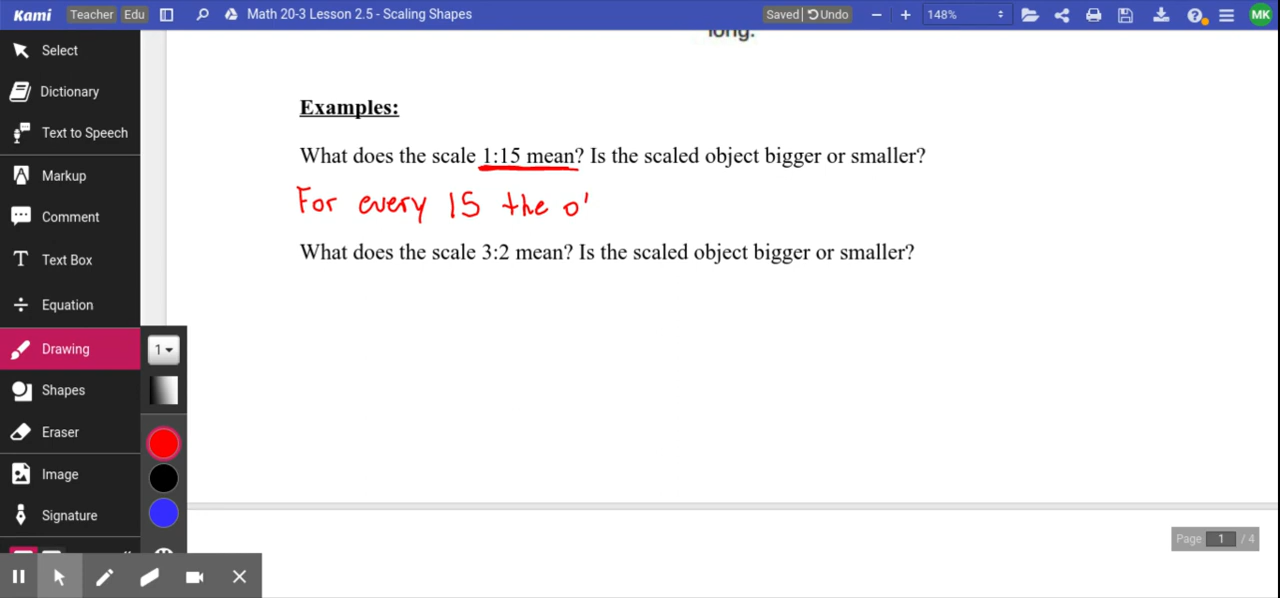 Kami Teacher Edu Math 20-3 Lesson 2.5 - Scaling Shapes Saved Undo 148% MK
Select
Dictionary
Text to Speech
Markup
Comment
Text Box
Equation
Drawing
1
Shapes
Eraser
Image
Signature
long.
Examples:
What does the scale 1:15 mean? Is the scaled object bigger or smaller?
For every 15 the o'
What does the scale 3:2 mean? Is the scaled object bigger or smaller?
Page 1 / 4